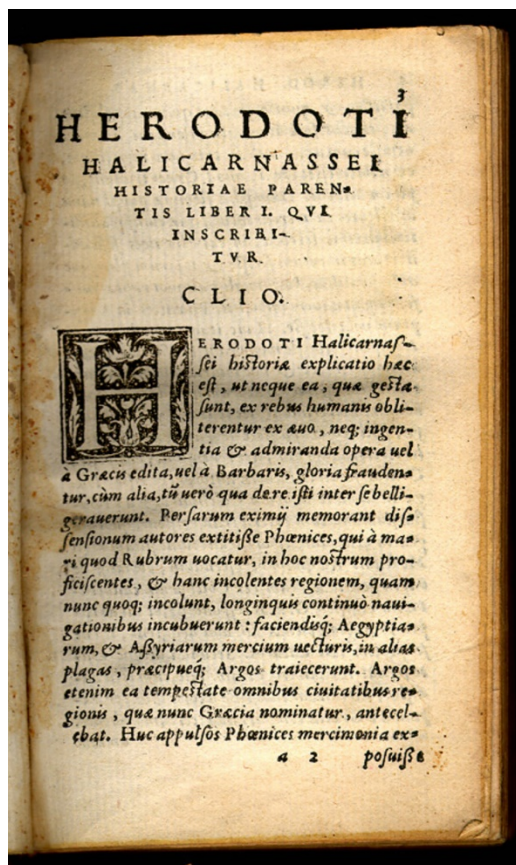 3
HERODOTI
HALICARNASSEI
HISTORIAE PAREN-
TIS LIBER I. QVI
INSCRIBI-
TVR
CLIO.
HERODOTI Halicarnas-
sei historiæ explicatio hæc
est, ut neque ea, quæ gesta
sunt, ex rebus humanis obli-
terentur ex æuo, neq; ingen-
tia & admiranda opera uel
à Græcis edita, uel à Barbaris, gloria frauden-
tur, cùm alia, tũ uerò qua de re isti inter se belli-
gerauerunt. Persarum eximij memorant dis-
sensionum autores extitisse Phœnices, qui à ma-
ri quod Rubrum uocatur, in hoc nostrum pro-
ficiscentes, & hanc incolentes regionem, quam
nunc quoq; incolunt, longinquis continuò naui-
gationibus incubuerunt: faciendisq́; Aegyptia-
rum, & Assyriarum mercium uecturis, in alias
plagas, præcipueq́; Argos traiecerunt. Argos
etenim ea tempestate omnibus ciuitatibus re-
gionis, quæ nunc Græcia nominatur, antecel-
lebat. Huc appulsos Phœnices mercimonia ex-
a 2 posuisse